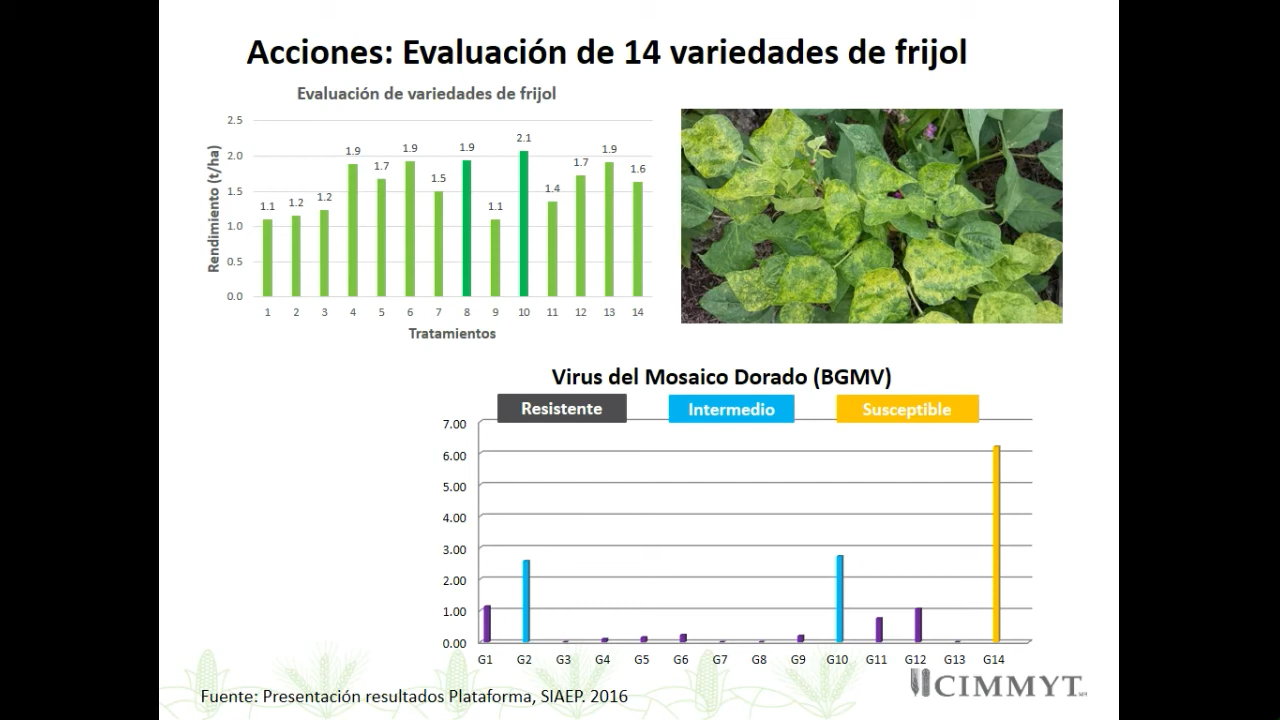 Acciones: Evaluación de 14 variedades de frijol
Evaluación de variedades de frijol
Rendimiento (t/ha)
2.5
2.0
1.5
1.0
0.5
0.0
1.1
1.2
1.2
1.9
1.7
1.9
1.5
1.9
1.1
2.1
1.4
1.7
1.9
1.6
1 2 3 4 5 6 7 8 9 10 11 12 13 14
Tratamientos
Virus del Mosaico Dorado (BGMV)
Resistente Intermedio Susceptible
7.00
6.00
5.00
4.00
3.00
2.00
1.00
0.00
G1 G2 G3 G4 G5 G6 G7 G8 G9 G10 G11 G12 G13 G14
Fuente: Presentación resultados Plataforma, SIAEP. 2016
CIMMYT